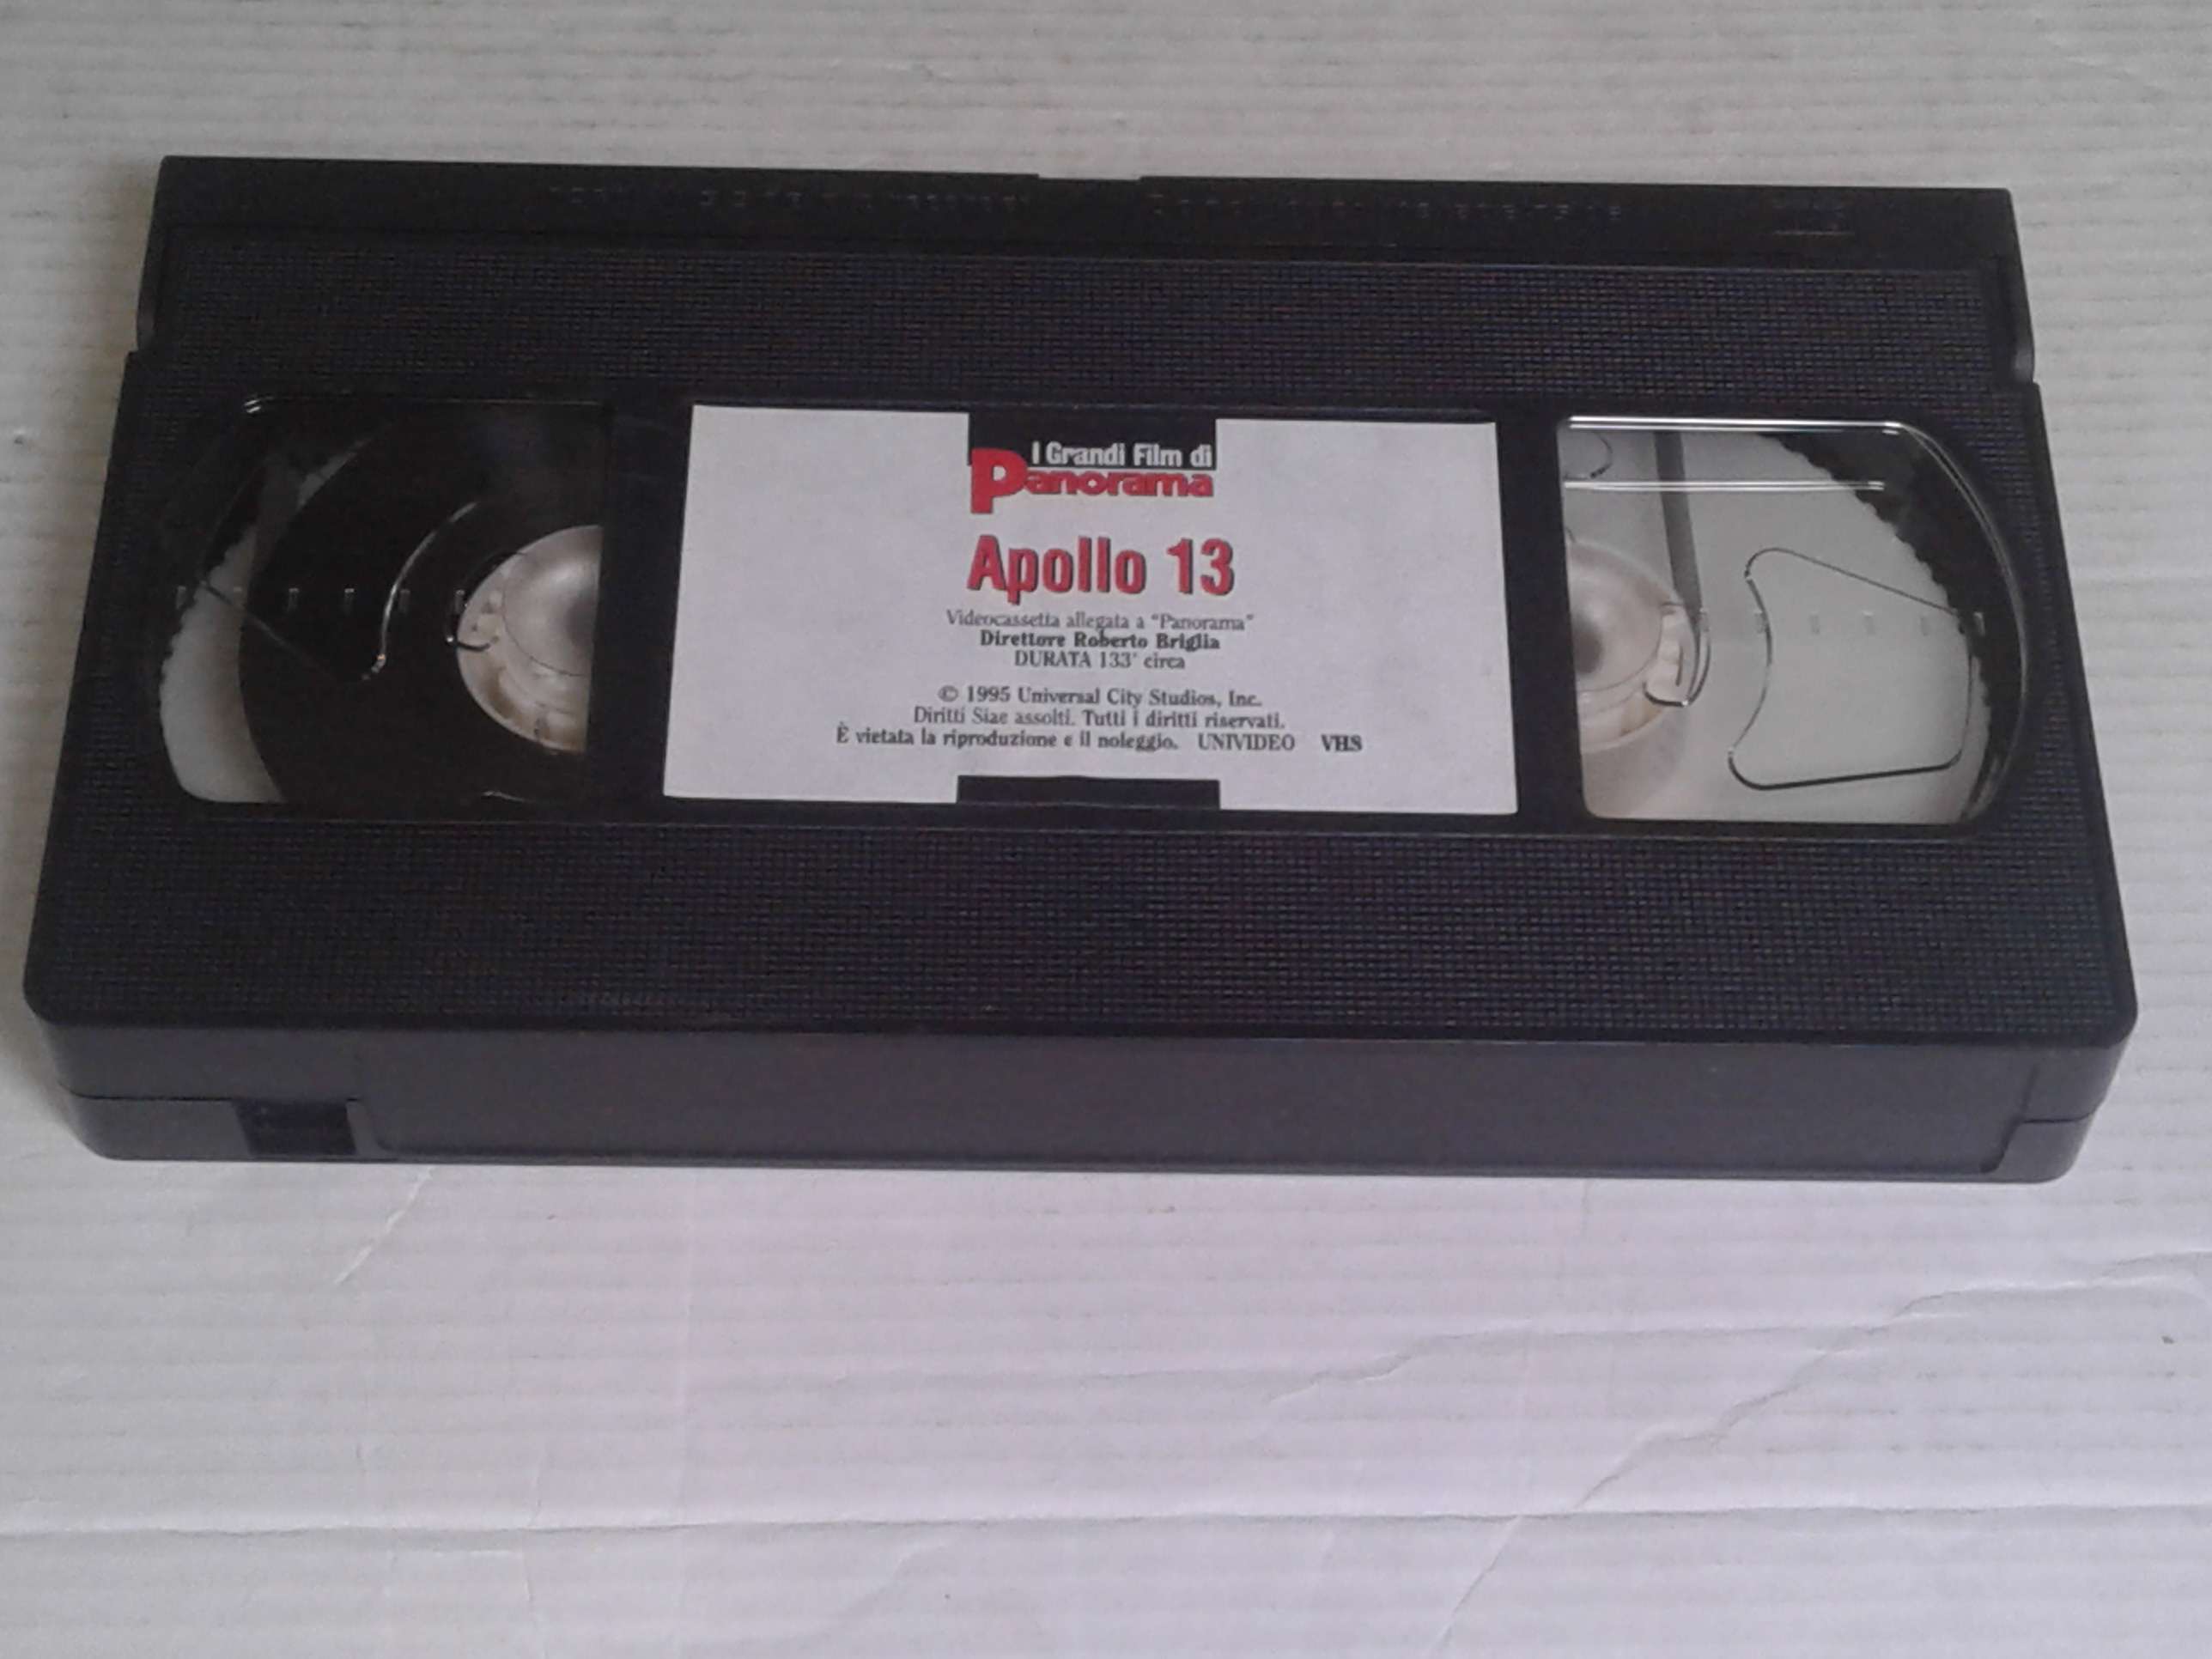 I Grandi Film di
Panorama
Apollo 13
Videocassetta allegata a "Panorama"
Direttore Roberto Briglia
DURATA 133' circa
© 1995 Universal City Studios, Inc.
Diritti Siae assolti. Tutti i diritti riservati.
È vietata la riproduzione e il noleggio. UNIVIDEO VHS